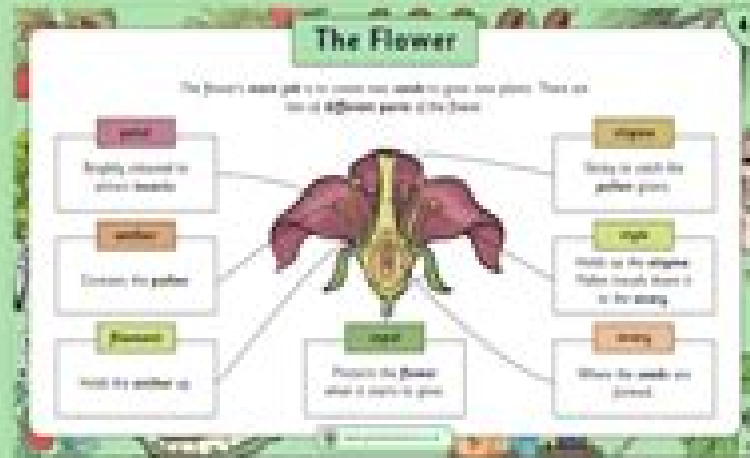 The Flower
The flower's main job is to create new seeds to grow new plants. There are
lots of different parts of the flower.
petal
Brightly coloured to
attract insects.
stigma
Sticky to catch the
pollen grains.
anther
Contains the pollen.
style
Holds up the stigma.
Pollen travels down it
to the ovary.
filament
Holds the anther up.
sepal
Protects the flower
when it starts to grow.
ovary
Where the seeds are
formed.